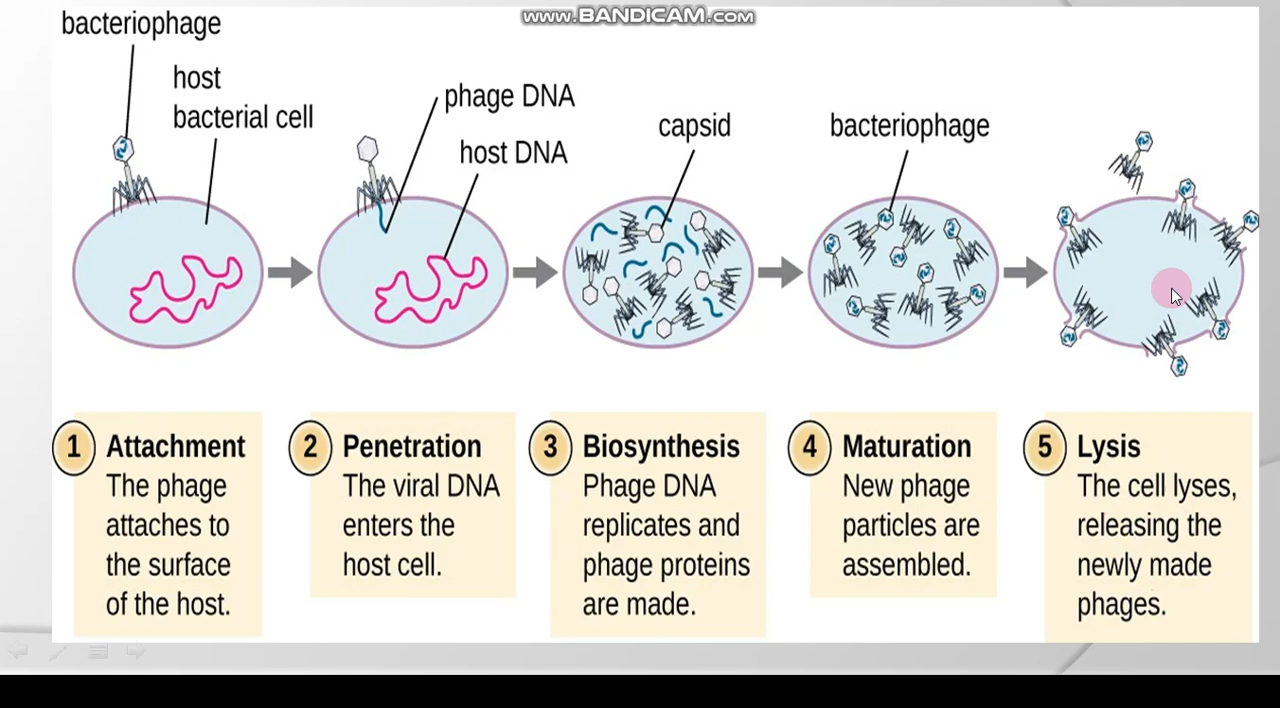 www.BANDICAM.com
bacteriophage
host
bacterial cell
phage DNA
host DNA
capsid
bacteriophage
1 Attachment
The phage
attaches to
the surface
of the host.
2 Penetration
The viral DNA
enters the
host cell.
3 Biosynthesis
Phage DNA
replicates and
phage proteins
are made.
4 Maturation
New phage
particles are
assembled.
5 Lysis
The cell lyses,
releasing the
newly made
phages.